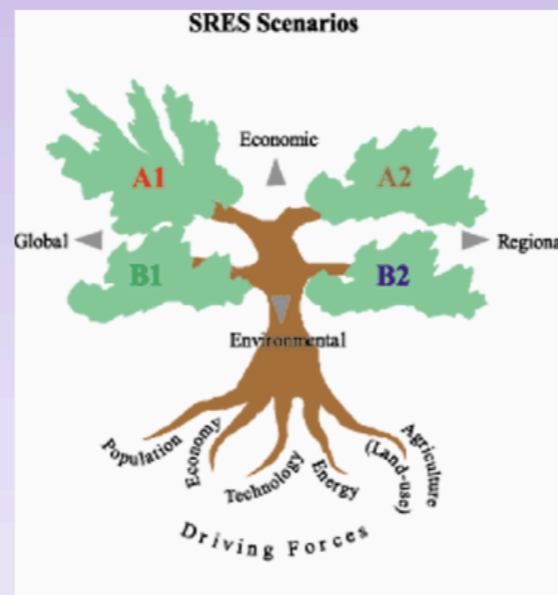 SRES Scenarios
Economic
A1
A2
Global
Regiona
B1
B2
Environmental
Population
Economy
Technology
Energy
(Land-use)
Agriculture
Driving Forces